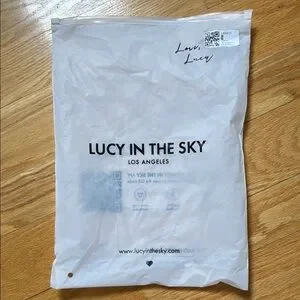 Love,
Lucy
LUCY IN THE SKY
LOS ANGELES
www.lucyinthesky.com